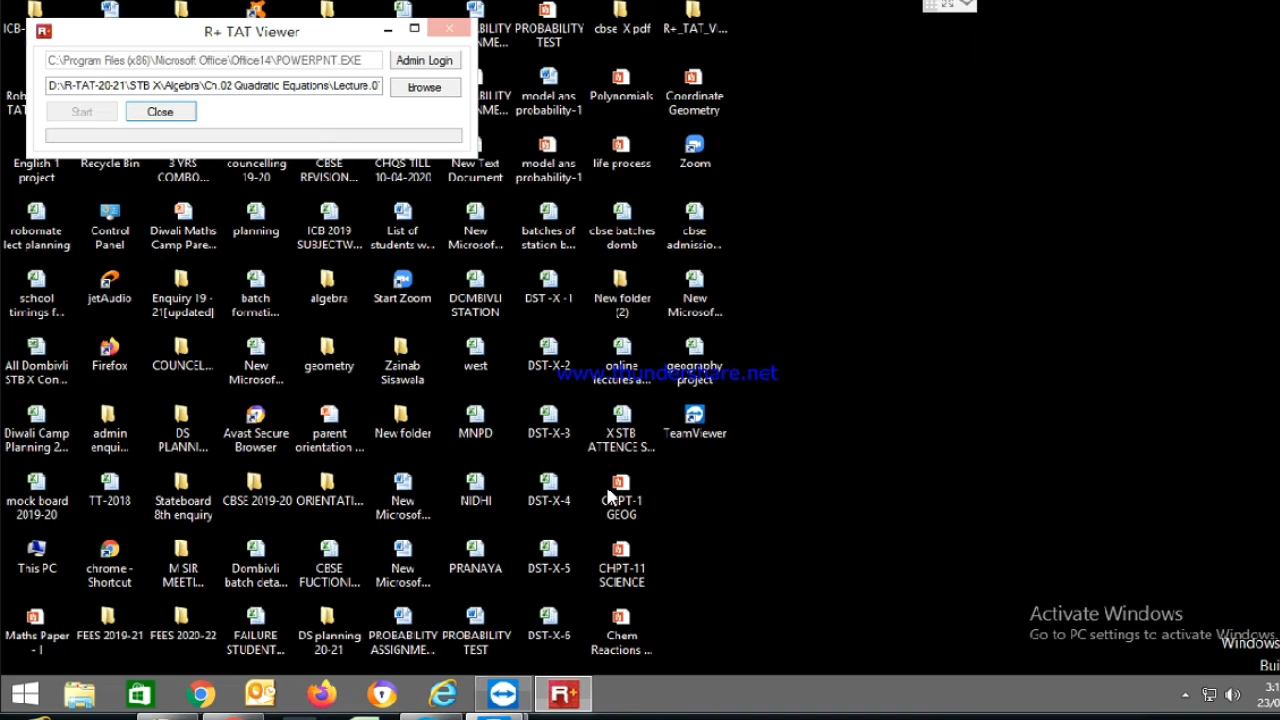 R+ TAT Viewer
C:\Program Files (x86)\Microsoft Office\Office14\POWERPNT.EXE
Admin Login
D:\R-TAT-20-21\STB X\Algebra\Ch.02 Quadratic Equations\Lecture.0
Browse
Start
Close
PROBABILITY
TEST
cbse X pdf
R+_TAT_V...
model ans
probability-1
Polynomials
Coordinate
Geometry
English 1
project
Recycle Bin
3 YRS
COMBO...
councelling
19-20
CBSE
REVISION...
CHQS TILL
10-04-2020
New Text
Document
model ans
probability-1
life process
Zoom
robomate
lect planning
Control
Panel
Diwali Maths
Camp Pare...
planning
ICB 2019
SUBJECTW...
List of
students w...
New
Microsof...
batches of
station b...
cbse batches
domb
cbse
admissio...
school
timings f...
jetAudio
Enquiry 19 -
21[updated]
batch
formati...
algebra
Start Zoom
DOMBIVLI
STATION
DST -X -1
New folder
(2)
New
Microsof...
All Dombivli
STB X Con...
Firefox
COUNCEL...
New
Microsof...
geometry
Zainab
Sisawala
west
DST-X-2
online
lectures a...
geography
project
www.thundershare.net
Diwali Camp
Planning 2...
admin
enqui...
DS
PLANNI...
Avast Secure
Browser
parent
orientation ...
New folder
MNPD
DST-X-3
X STB
ATTENCE S...
TeamViewer
mock board
2019-20
TT-2018
Stateboard
8th enquiry
CBSE 2019-20
ORIENTATI...
New
Microsof...
NIDHI
DST-X-4
CHPT-1
GEOG
This PC
chrome -
Shortcut
M SIR
MEETI...
Dombivli
batch deta...
CBSE
FUCTIONI...
New
Microsof...
PRANAYA
DST-X-5
CHPT-11
SCIENCE
Maths Paper
- I
FEES 2019-21
FEES 2020-22
FAILURE
STUDENT...
DS planning
20-21
PROBABILITY
ASSIGNME...
PROBABILITY
TEST
DST-X-6
Chem
Reactions ...
Activate Windows
Go to PC settings to activate Windows.
Windows
Bui
3:1
23/0